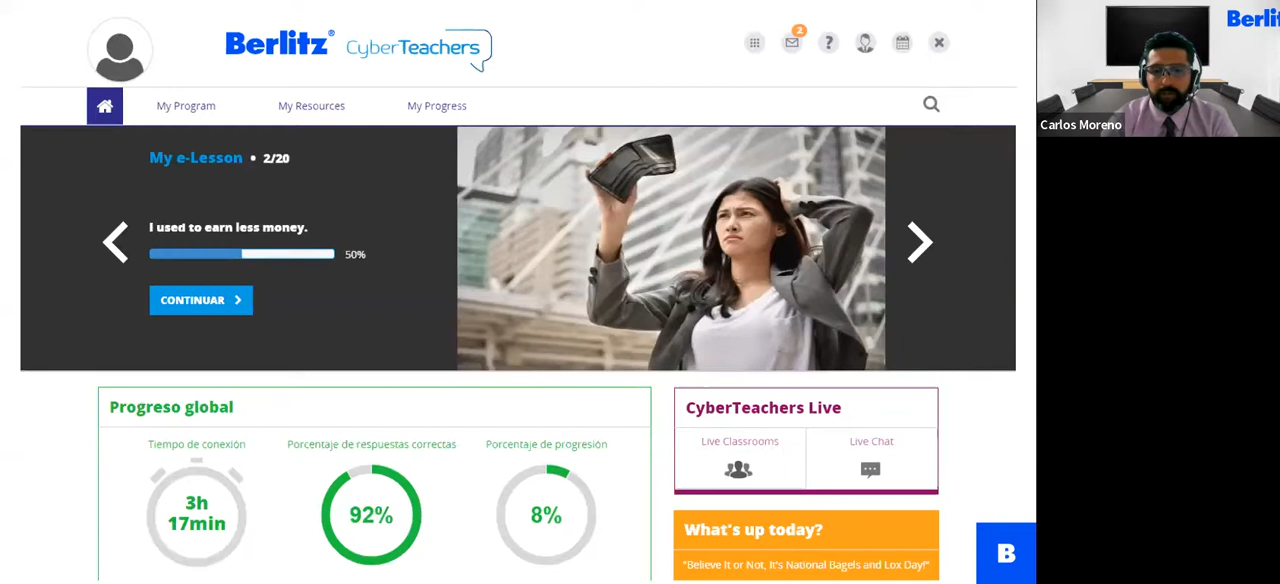 Berlitz® CyberTeachers
2
?
Berlitz
Carlos Moreno
My Program
My Resources
My Progress
My e-Lesson • 2/20
I used to earn less money.
50%
CONTINUAR
Progreso global
Tiempo de conexión
3h
17min
Porcentaje de respuestas correctas
92%
Porcentaje de progresión
8%
CyberTeachers Live
Live Classrooms
Live Chat
What's up today?
"Believe It or Not, It's National Bagels and Lox Day!"
B